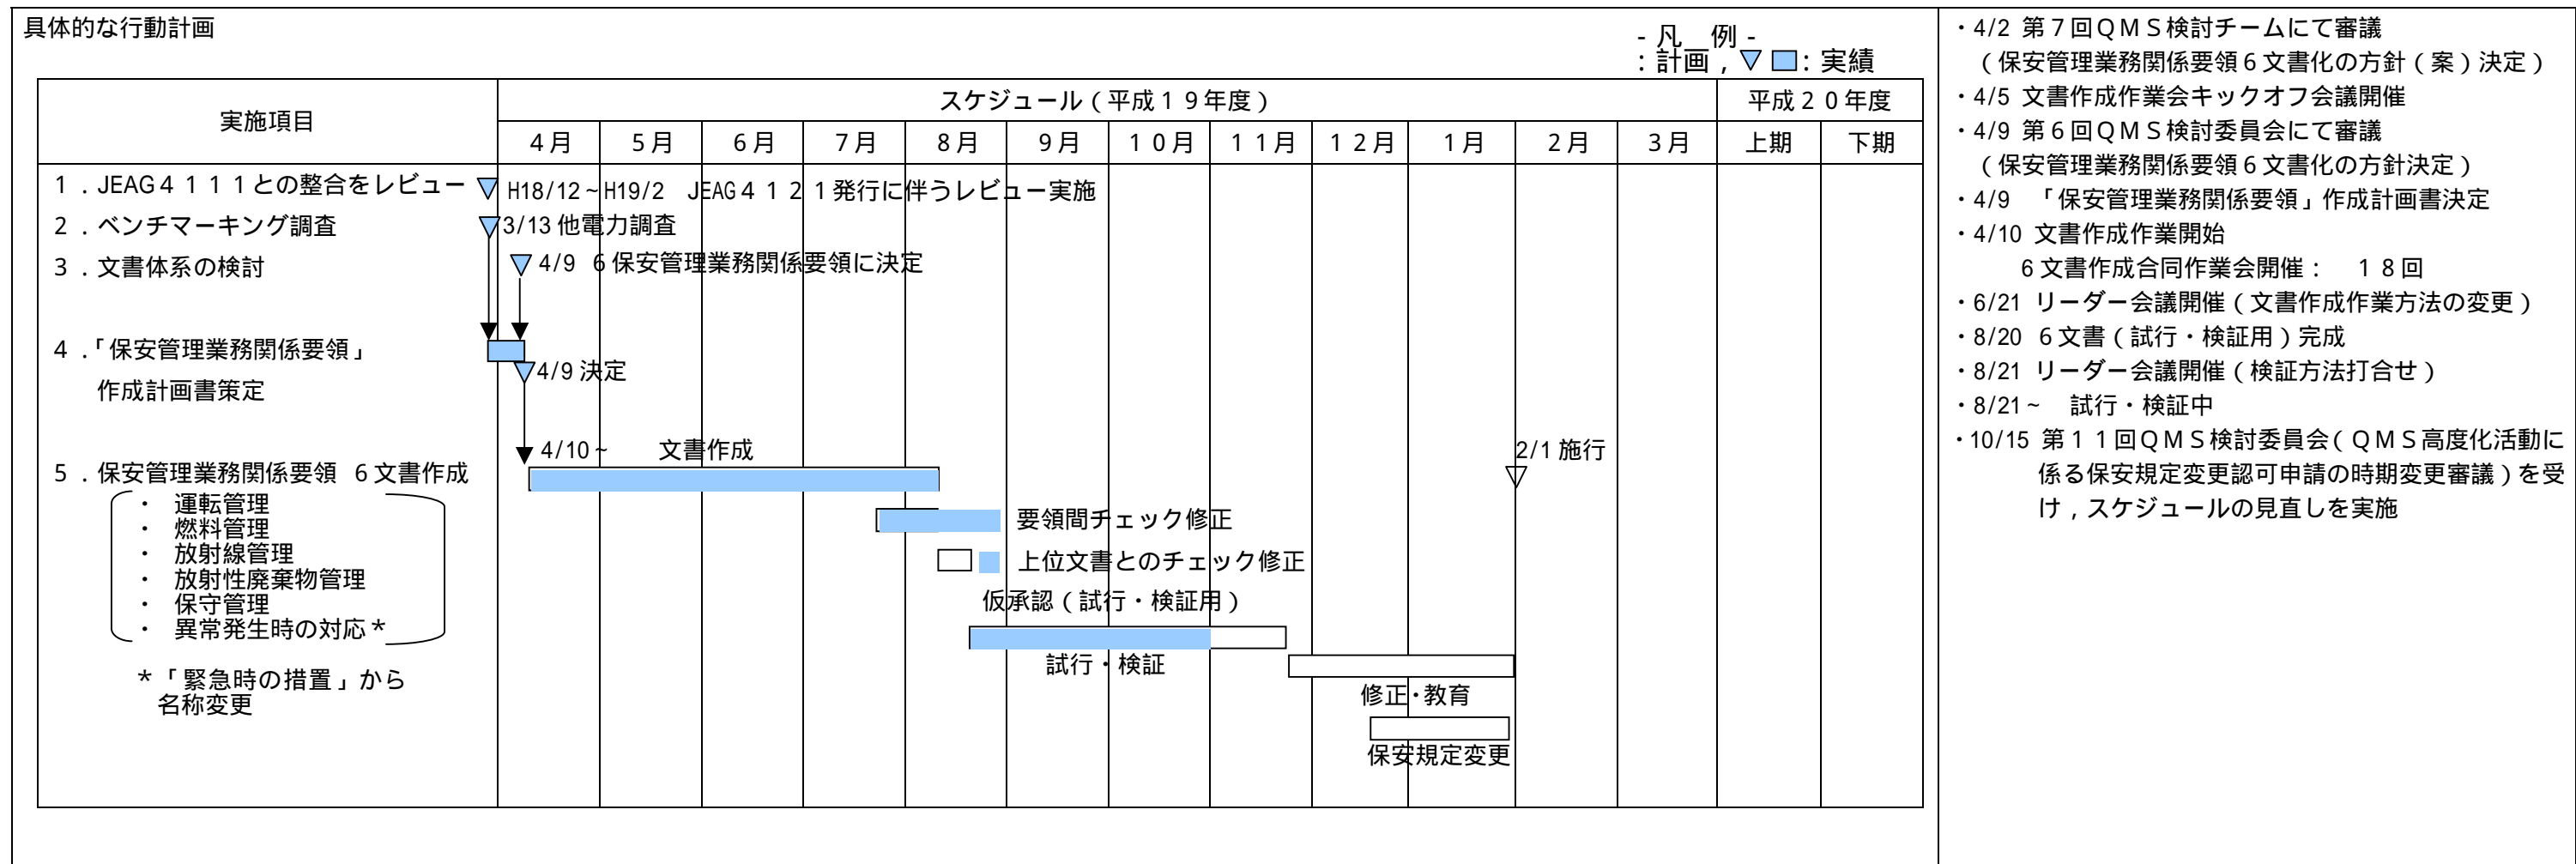 具体的な行動計画
- 凡　例 -
：計画，▽ □：実績
実施項目
スケジュール（平成１９年度）
平成２０年度
４月 ５月 ６月 ７月 ８月 ９月 １０月 １１月 １２月 １月 ２月 ３月 上期 下期
１．JEAG４１１１との整合をレビュー
H18/12～H19/2　JEAG４１２１発行に伴うレビュー実施
２．ベンチマーキング調査
3/13 他電力調査
３．文書体系の検討
4/9　６保安管理業務関係要領に決定
４．「保安管理業務関係要領」
作成計画書策定
4/9 決定
4/10～　文書作成
2/1 施行
５．保安管理業務関係要領　６文書作成
・　運転管理
・　燃料管理
・　放射線管理
・　放射性廃棄物管理
・　保守管理
・　異常発生時の対応＊
＊「緊急時の措置」から
名称変更
要領間チェック修正
上位文書とのチェック修正
仮承認（試行・検証用）
試行・検証
修正・教育
保安規定変更
・4/2 第７回ＱＭＳ検討チームにて審議
（保安管理業務関係要領６文書化の方針（案）決定）
・4/5 文書作成作業会キックオフ会議開催
・4/9 第６回ＱＭＳ検討委員会にて審議
（保安管理業務関係要領６文書化の方針決定）
・4/9　「保安管理業務関係要領」作成計画書決定
・4/10 文書作成作業開始
６文書作成合同作業会開催：　１８回
・6/21 リーダー会議開催（文書作成作業方法の変更）
・8/20 ６文書（試行・検証用）完成
・8/21 リーダー会議開催（検証方法打合せ）
・8/21～　試行・検証中
・10/15 第１１回ＱＭＳ検討委員会（ＱＭＳ高度化活動に
係る保安規定変更認可申請の時期変更審議）を受
け，スケジュールの見直しを実施